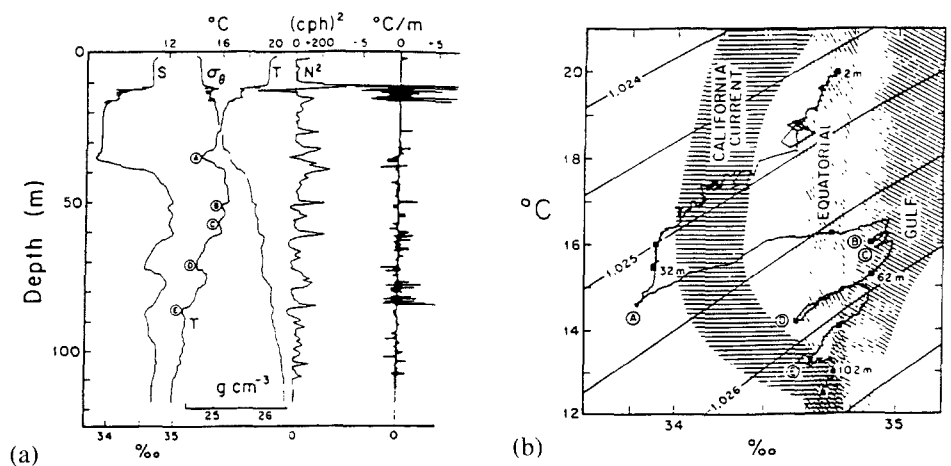 °C (cph)² °C/m
12 16 20 0 +200 -5 0 +5
0
50
100
Depth (m)
S σθ T N²
A
B
C
D
E
T
g cm⁻³
25 26
34 35 0 0
‰
(a)
20
18
16
14
12
°C
1.024
1.025
1.026
CALIFORNIA
CURRENT
EQUATORIAL
GULF
2m
32m
62m
102m
A
B
C
D
E
34 35
‰
(b)